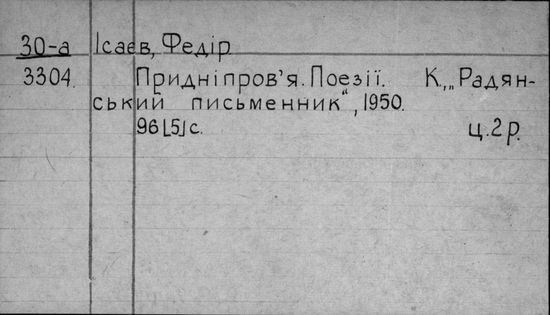 30-а Ісаєв, Федір
3304. Придніпров'я. Поезії. К., „Радян-
ський письменник", 1950.
96[5] с. ц. 2 р.